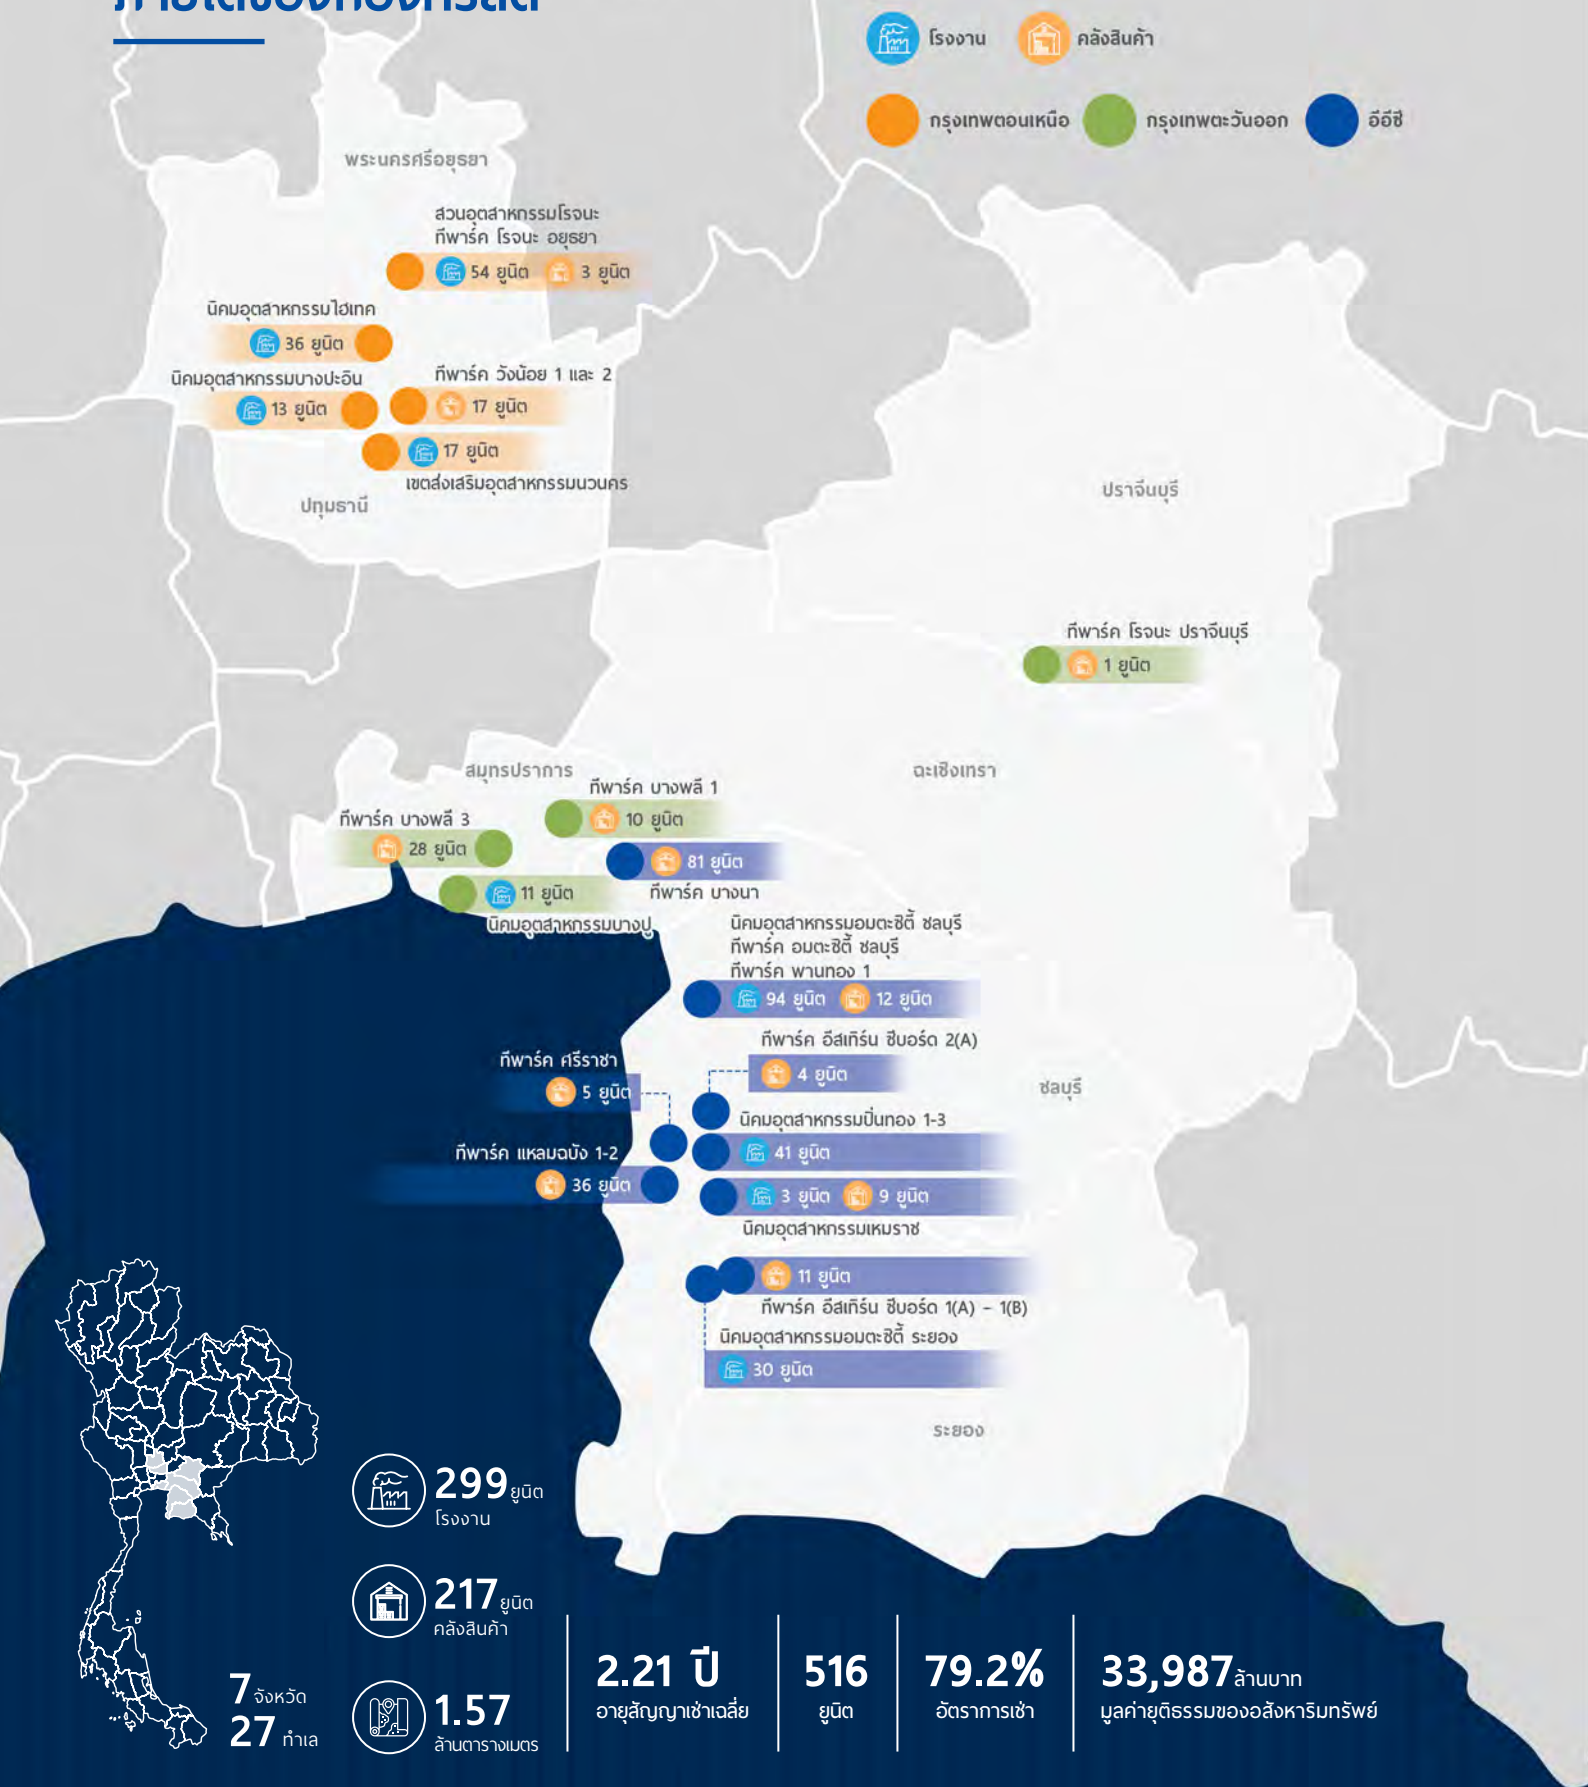 โรงงาน
คลังสินค้า
กรุงเทพตอนเหนือ
กรุงเทพตะวันออก
อีอีซี
พระนครศรีอยุธยา
สวนอุตสาหกรรมโรจนะ
ทีพาร์ค โรจนะ อยุธยา
54 ยูนิต
3 ยูนิต
นิคมอุตสาหกรรมไฮเทค
36 ยูนิต
นิคมอุตสาหกรรมบางปะอิน
13 ยูนิต
ทีพาร์ค วังน้อย 1 และ 2
17 ยูนิต
17 ยูนิต
เขตส่งเสริมอุตสาหกรรมนวนคร
ปทุมธานี
ปราจีนบุรี
ทีพาร์ค โรจนะ ปราจีนบุรี
1 ยูนิต
สมุทรปราการ
ฉะเชิงเทรา
ทีพาร์ค บางพลี 1
10 ยูนิต
ทีพาร์ค บางพลี 3
28 ยูนิต
81 ยูนิต
ทีพาร์ค บางนา
11 ยูนิต
นิคมอุตสาหกรรมบางปู
นิคมอุตสาหกรรมอมตะซิตี้ ชลบุรี
ทีพาร์ค อมตะซิตี้ ชลบุรี
ทีพาร์ค พานทอง 1
94 ยูนิต
12 ยูนิต
ทีพาร์ค อีสเทิร์น ซีบอร์ด 2(A)
4 ยูนิต
ทีพาร์ค ศรีราชา
5 ยูนิต
ชลบุรี
นิคมอุตสาหกรรมปิ่นทอง 1-3
41 ยูนิต
ทีพาร์ค แหลมฉบัง 1-2
36 ยูนิต
3 ยูนิต
9 ยูนิต
นิคมอุตสาหกรรมเหมราช
11 ยูนิต
ทีพาร์ค อีสเทิร์น ซีบอร์ด 1(A) – 1(B)
นิคมอุตสาหกรรมอมตะซิตี้ ระยอง
30 ยูนิต
ระยอง
299 ยูนิต
โรงงาน
217 ยูนิต
คลังสินค้า
1.57
ล้านตารางเมตร
7 จังหวัด
27 ทำเล
2.21 ปี
อายุสัญญาเช่าเฉลี่ย
516
ยูนิต
79.2%
อัตราการเช่า
33,987 ล้านบาท
มูลค่ายุติธรรมของอสังหาริมทรัพย์